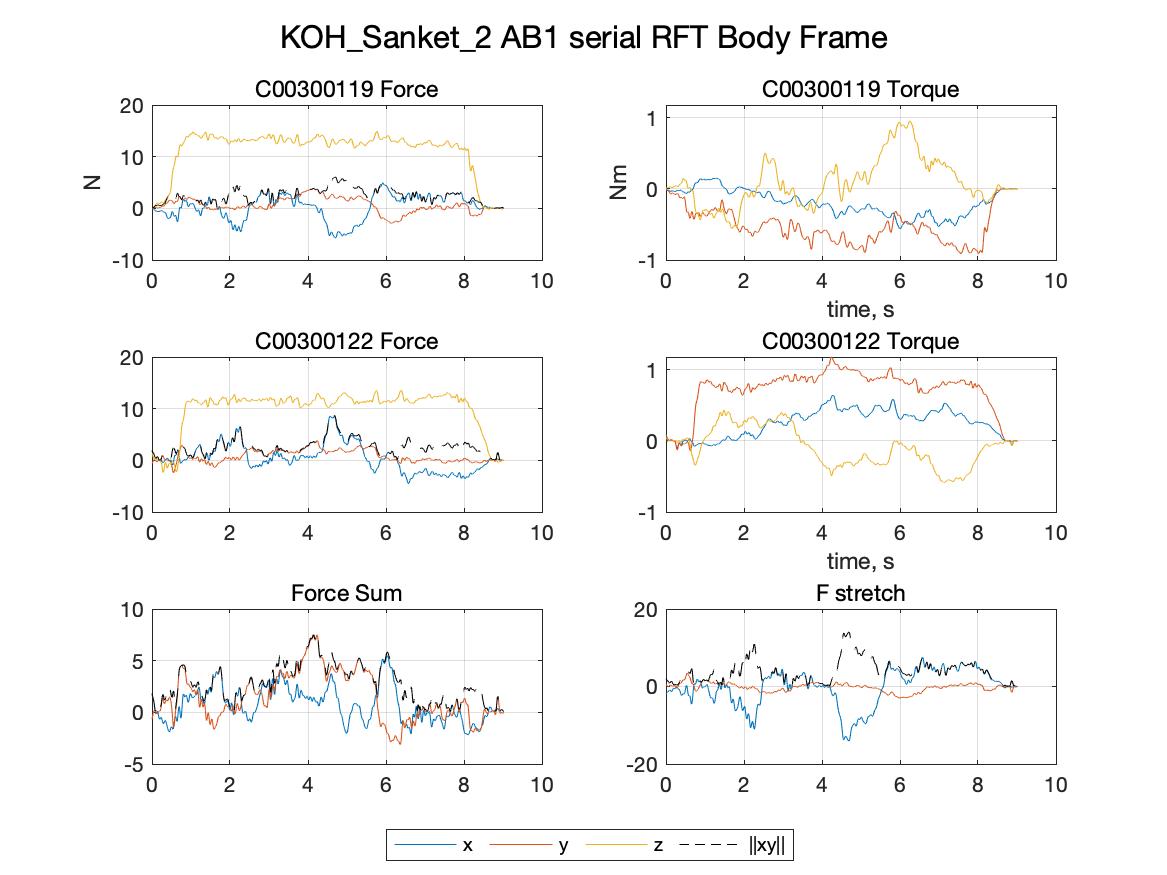 KOH_Sanket_2 AB1 serial RFT Body Frame
C00300119 Force
20
10
0
-10
N
0 2 4 6 8 10
C00300119 Torque
1
0
-1
Nm
0 2 4 6 8 10
time, s
C00300122 Force
20
10
0
-10
0 2 4 6 8 10
C00300122 Torque
1
0
-1
0 2 4 6 8 10
time, s
Force Sum
10
5
0
-5
0 2 4 6 8 10
F stretch
20
0
-20
0 2 4 6 8 10
x y z ||xy||